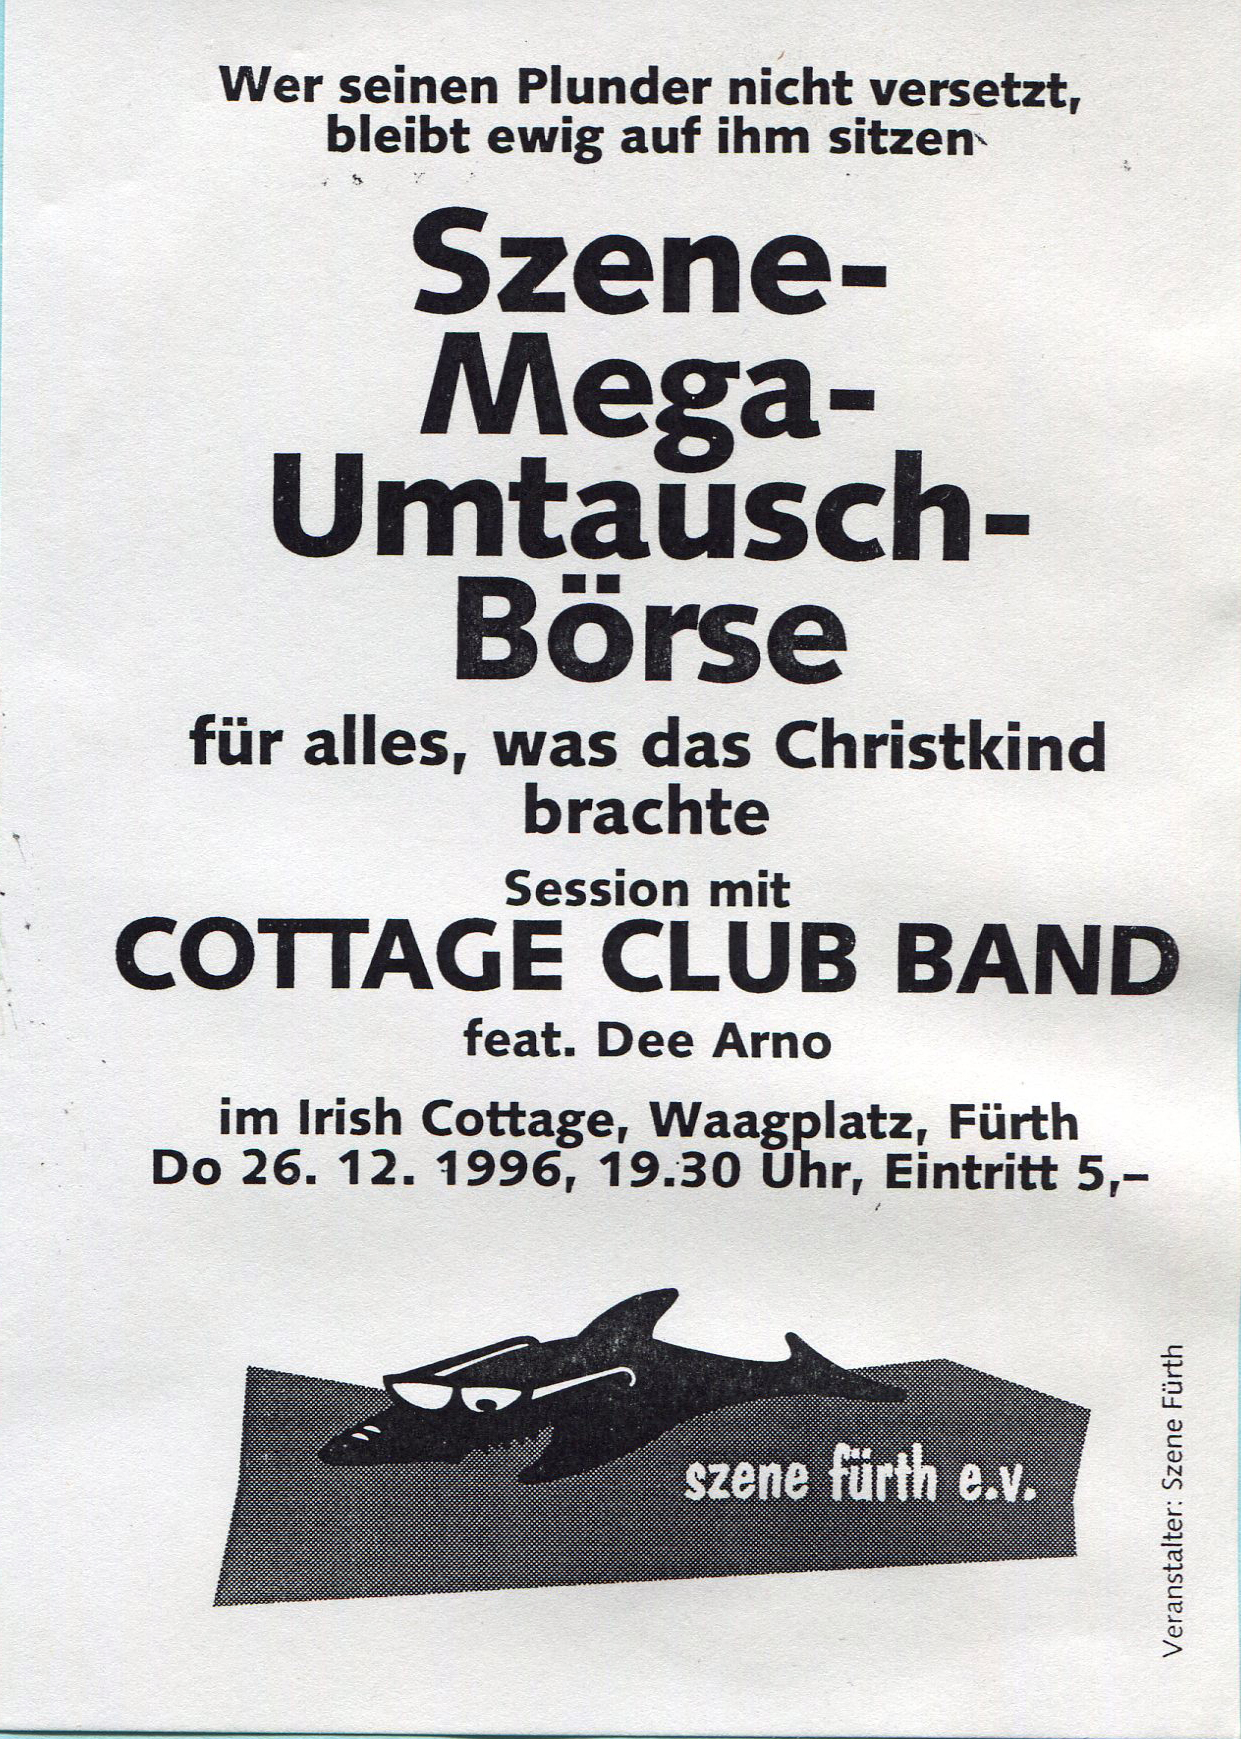 Wer seinen Plunder nicht versetzt,
bleibt ewig auf ihm sitzen
Szene-
Mega-
Umtausch-
Börse
für alles, was das Christkind
brachte
Session mit
COTTAGE CLUB BAND
feat. Dee Arno
im Irish Cottage, Waagplatz, Fürth
Do 26. 12. 1996, 19.30 Uhr, Eintritt 5,–
szene fürth e.v.
Veranstalter: Szene Fürth